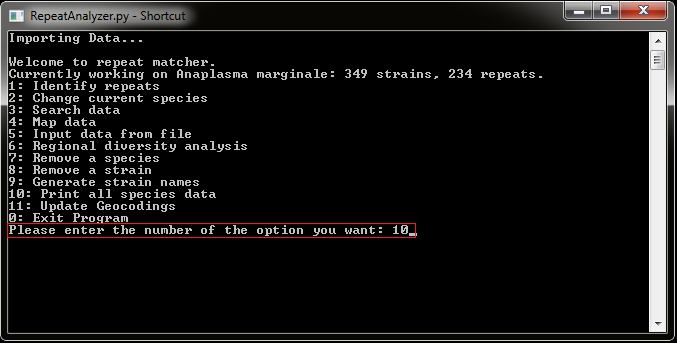 RepeatAnalyzer.py - Shortcut
Importing Data...
Welcome to repeat matcher.
Currently working on Anaplasma marginale: 349 strains, 234 repeats.
1: Identify repeats
2: Change current species
3: Search data
4: Map data
5: Input data from file
6: Regional diversity analysis
7: Remove a species
8: Remove a strain
9: Generate strain names
10: Print all species data
11: Update Geocodings
0: Exit Program
Please enter the number of the option you want: 10_